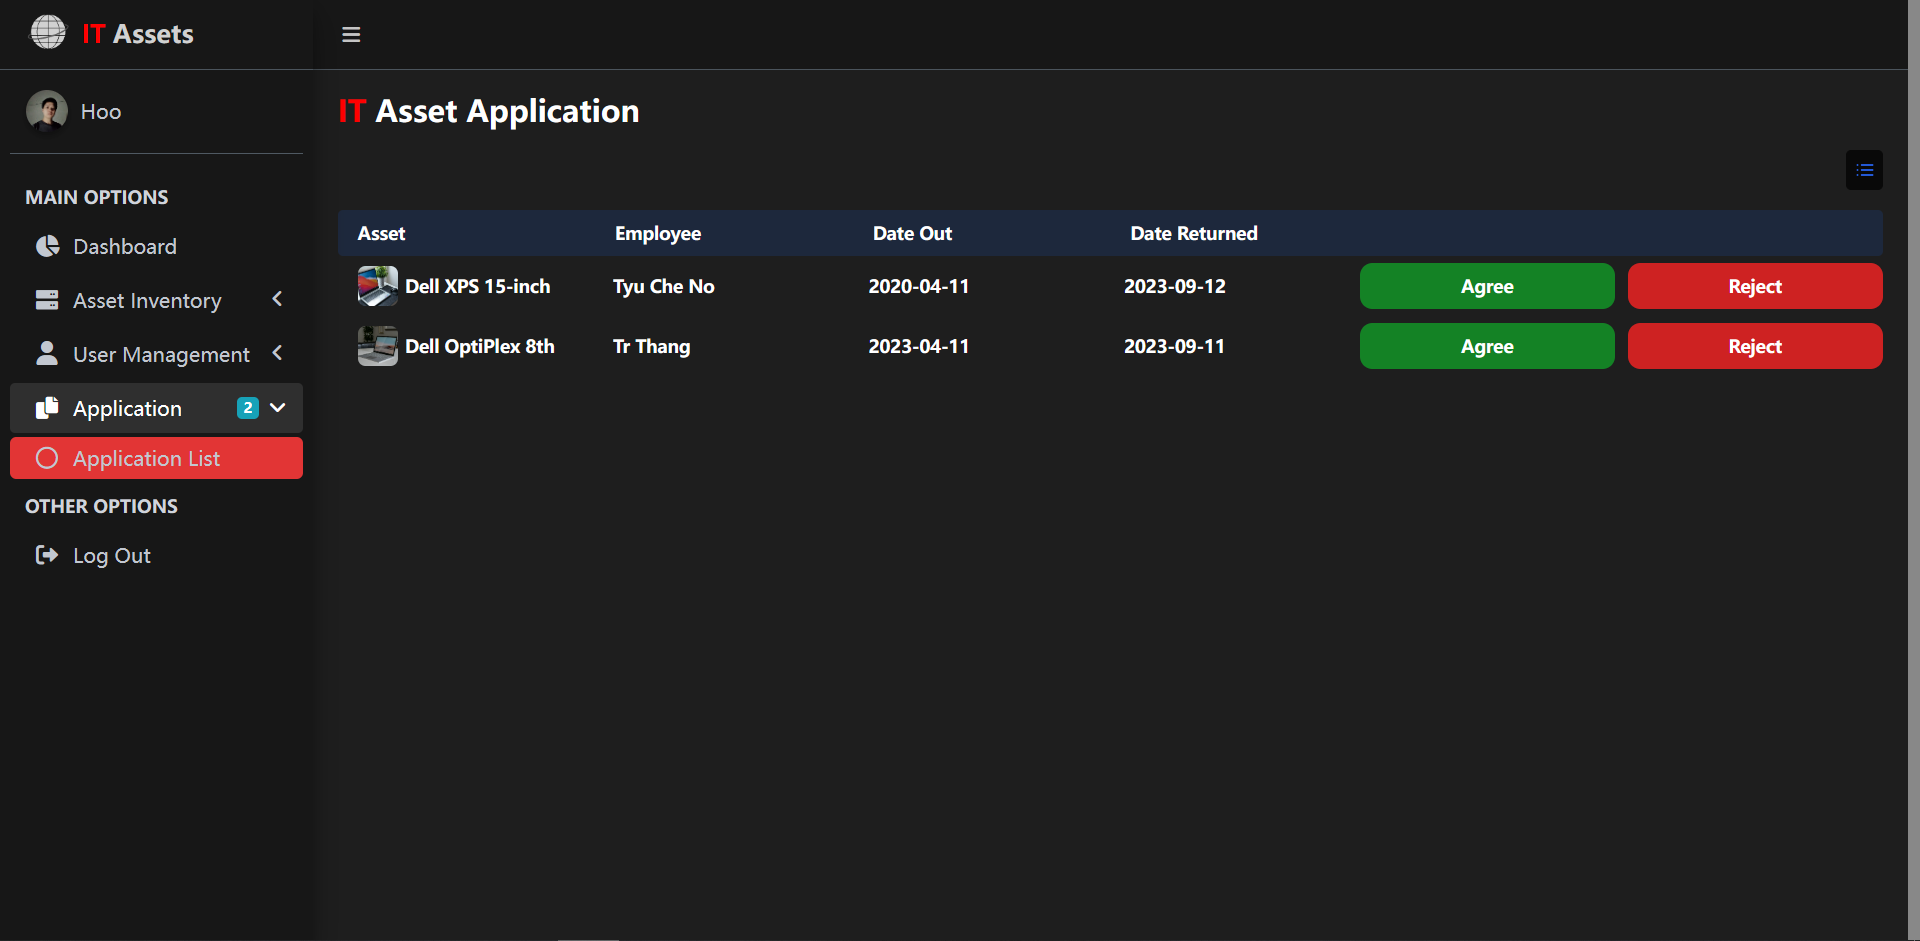 IT Assets
Hoo
MAIN OPTIONS
Dashboard
Asset Inventory
User Management
Application 2
Application List
OTHER OPTIONS
Log Out
IT Asset Application
Asset Employee Date Out Date Returned
Dell XPS 15-inch Tyu Che No 2020-04-11 2023-09-12 Agree Reject
Dell OptiPlex 8th Tr Thang 2023-04-11 2023-09-11 Agree Reject